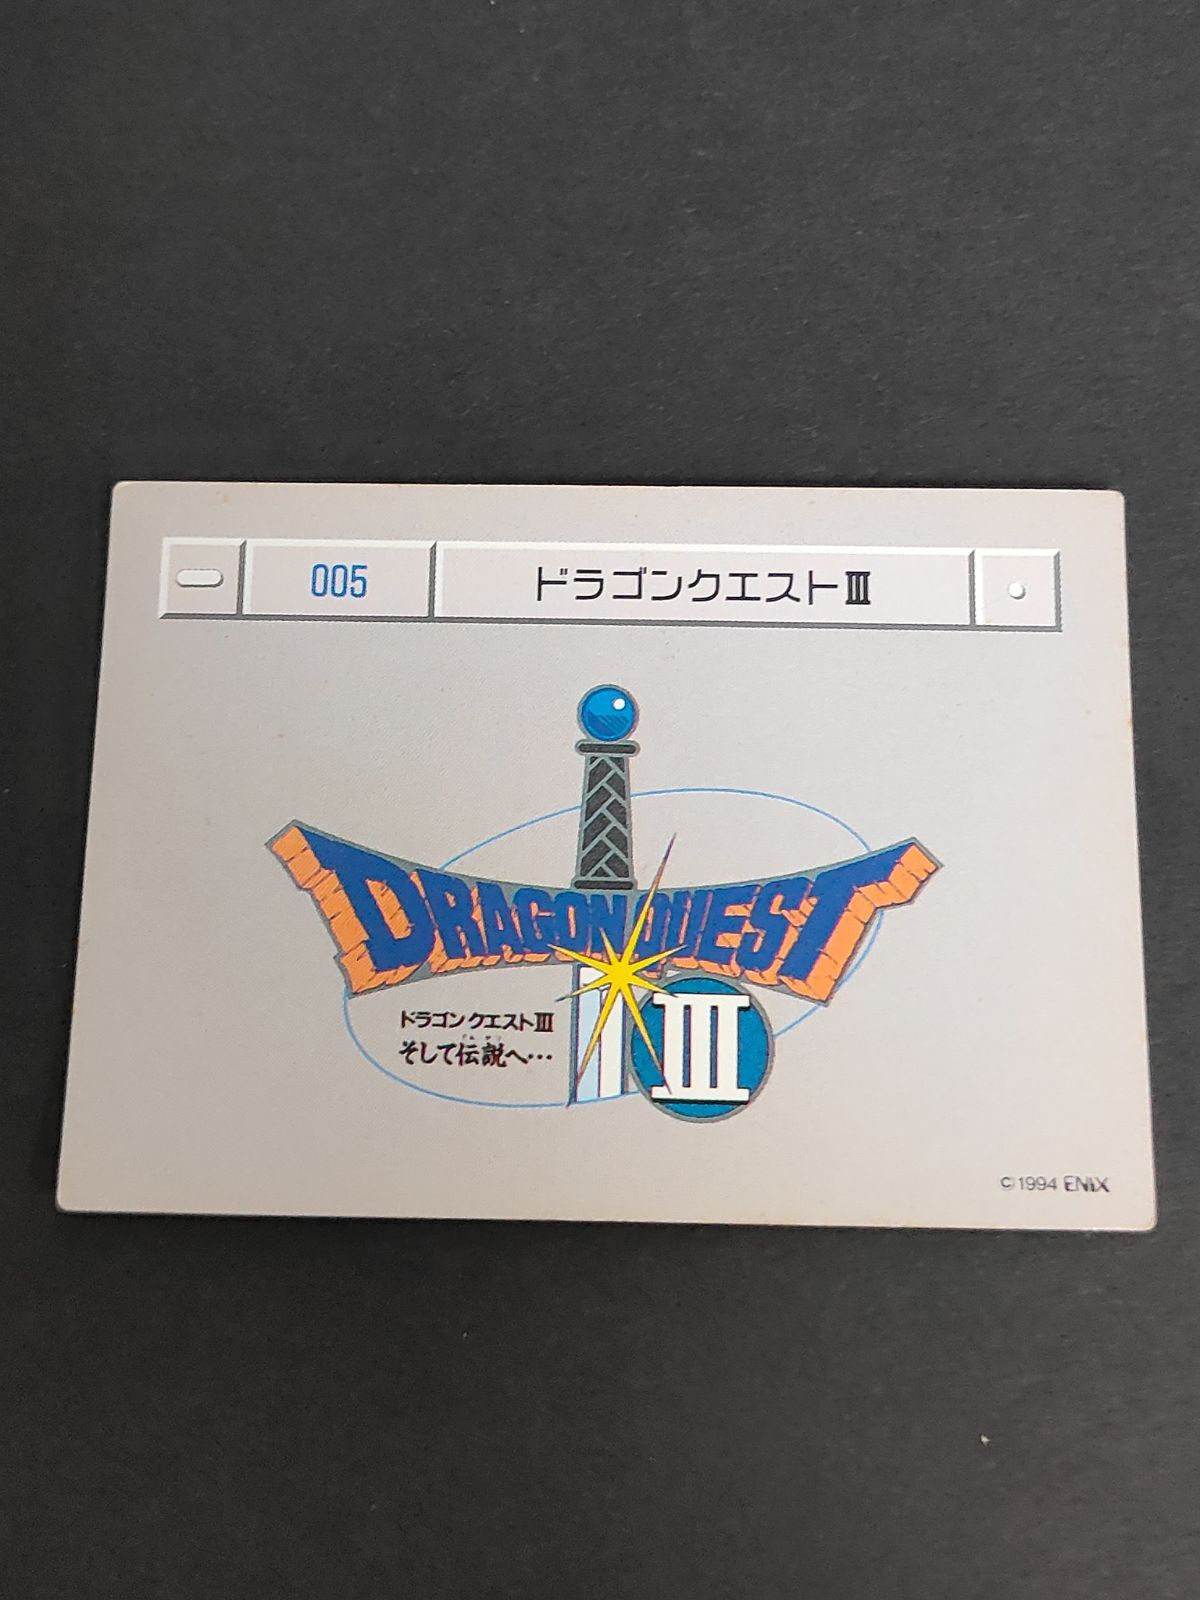 005
ドラゴンクエストⅢ
DRAGON QUEST
III
ドラゴンクエストⅢ
そして伝説へ…
©1994 ENIX